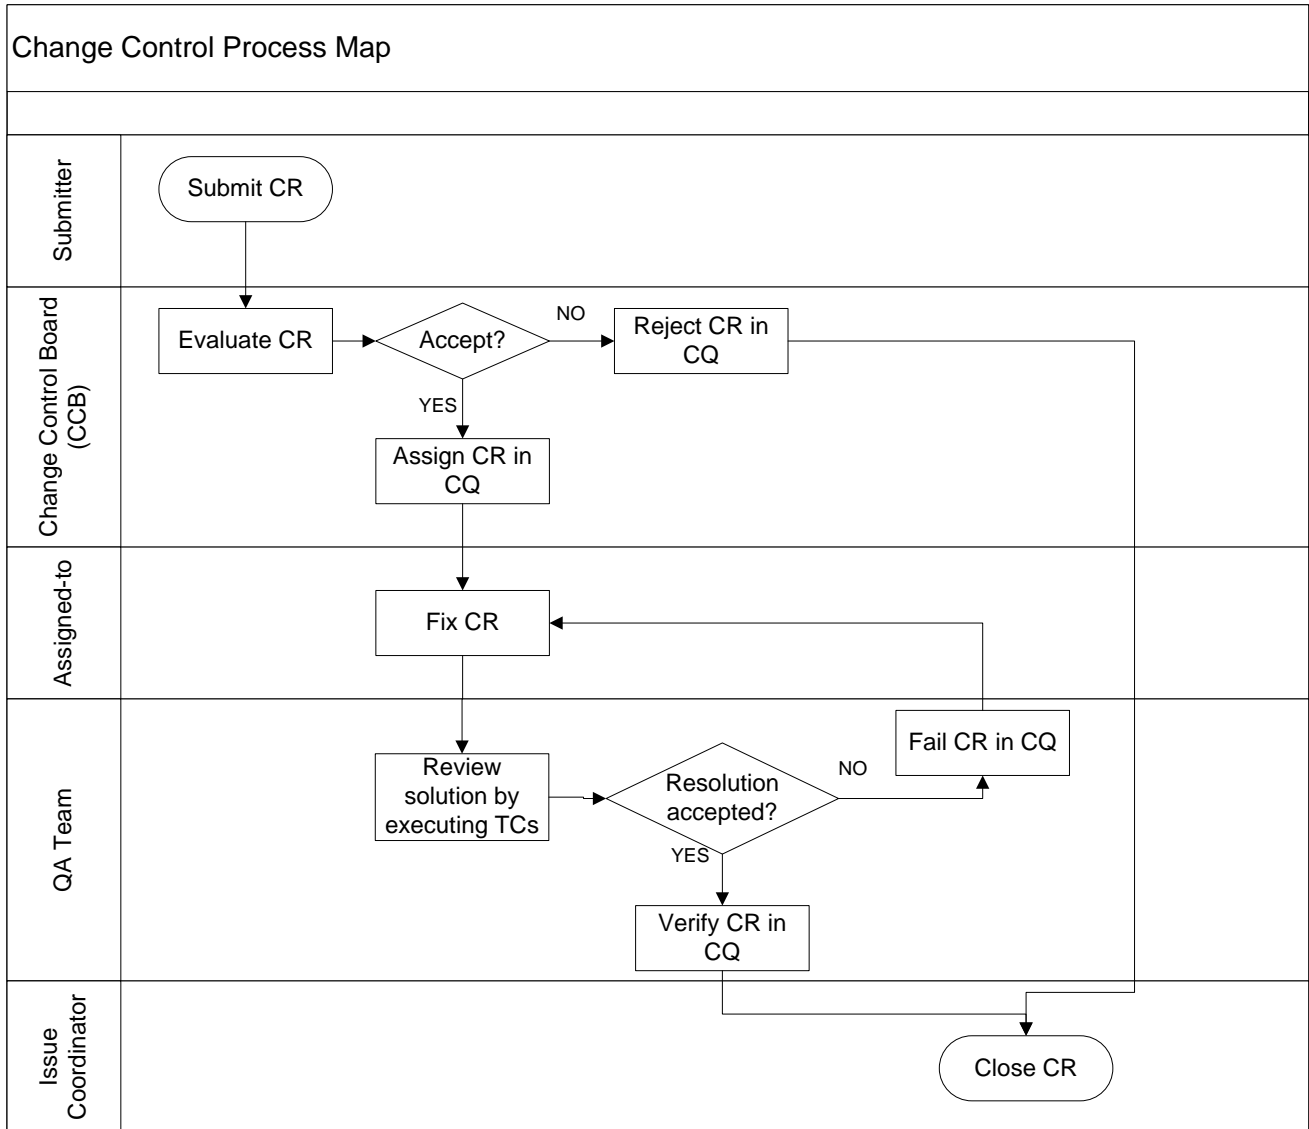 Change Control Process Map
Submitter
Submit CR
Change Control Board
(CCB)
Evaluate CR
Accept?
NO
Reject CR in
CQ
YES
Assign CR in
CQ
Assigned-to
Fix CR
QA Team
Review
solution by
executing TCs
Resolution
accepted?
NO
Fail CR in CQ
YES
Verify CR in
CQ
Issue
Coordinator
Close CR